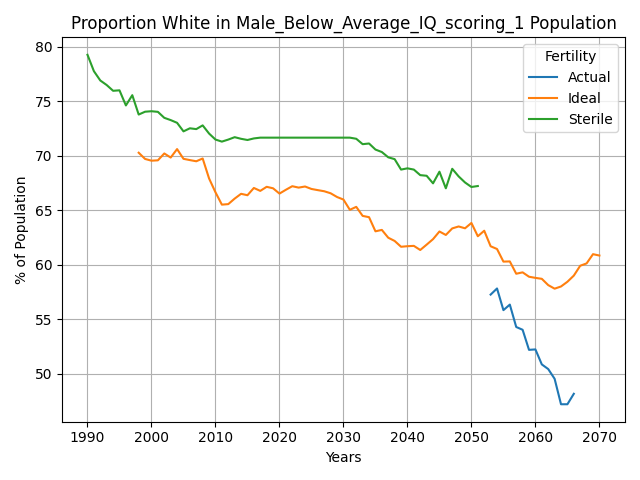 Proportion White in Male_Below_Average_IQ_scoring_1 Population
80
75
70
65
60
55
50
% of Population
Fertility
Actual
Ideal
Sterile
1990 2000 2010 2020 2030 2040 2050 2060 2070
Years